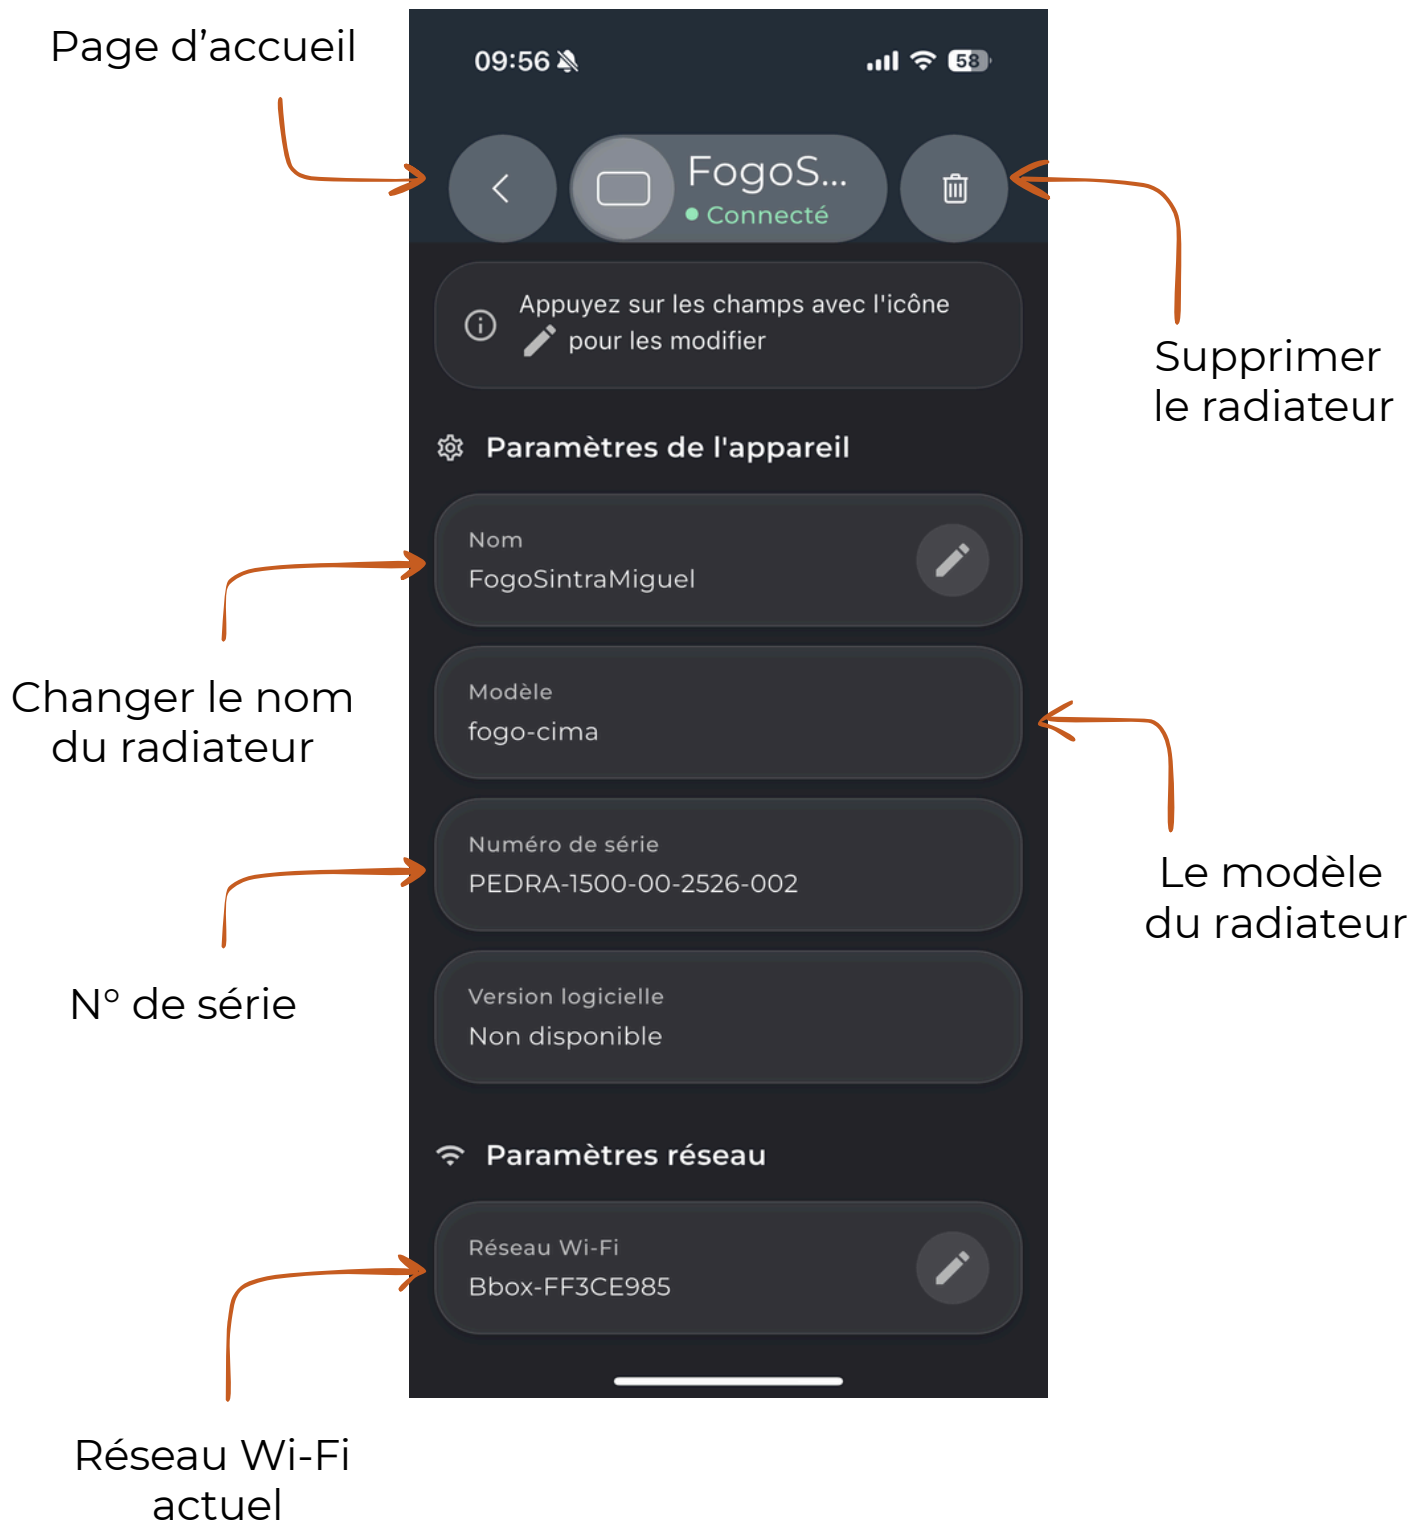 Page d'accueil
09:56
58
FogoS...
Connecté
Appuyez sur les champs avec l'icône
pour les modifier
Supprimer
le radiateur
Paramètres de l'appareil
Nom
FogoSintraMiguel
Changer le nom
du radiateur
Modèle
fogo-cima
Le modèle
du radiateur
Numéro de série
PEDRA-1500-00-2526-002
N° de série
Version logicielle
Non disponible
Paramètres réseau
Réseau Wi-Fi
Bbox-FF3CE985
Réseau Wi-Fi
actuel